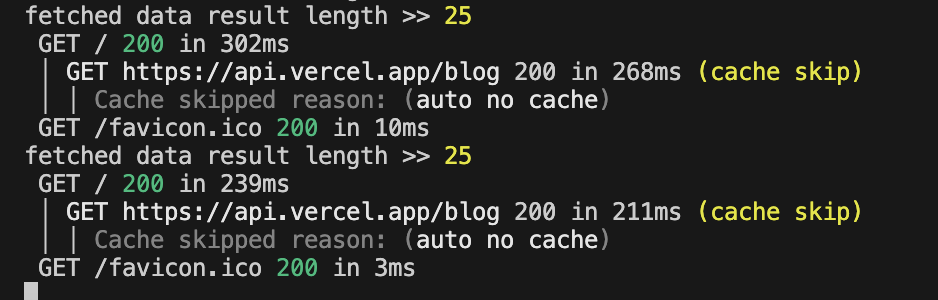 fetched data result length >> 25
GET / 200 in 302ms
│ GET https://api.vercel.app/blog 200 in 268ms (cache skip)
│ │ Cache skipped reason: (auto no cache)
GET /favicon.ico 200 in 10ms
fetched data result length >> 25
GET / 200 in 239ms
│ GET https://api.vercel.app/blog 200 in 211ms (cache skip)
│ │ Cache skipped reason: (auto no cache)
GET /favicon.ico 200 in 3ms